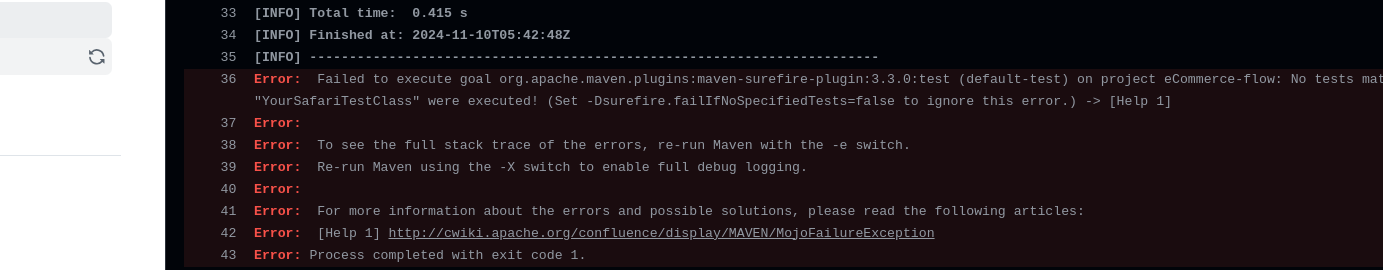 33 [INFO] Total time:  0.415 s
34 [INFO] Finished at: 2024-11-10T05:42:48Z
35 [INFO] ------------------------------------------------------------------------
36 Error:  Failed to execute goal org.apache.maven.plugins:maven-surefire-plugin:3.3.0:test (default-test) on project eCommerce-flow: No tests mat
"YourSafariTestClass" were executed! (Set -Dsurefire.failIfNoSpecifiedTests=false to ignore this error.) -> [Help 1]
37 Error:
38 Error:  To see the full stack trace of the errors, re-run Maven with the -e switch.
39 Error:  Re-run Maven using the -X switch to enable full debug logging.
40 Error:
41 Error:  For more information about the errors and possible solutions, please read the following articles:
42 Error:  [Help 1] http://cwiki.apache.org/confluence/display/MAVEN/MojoFailureException
43 Error: Process completed with exit code 1.